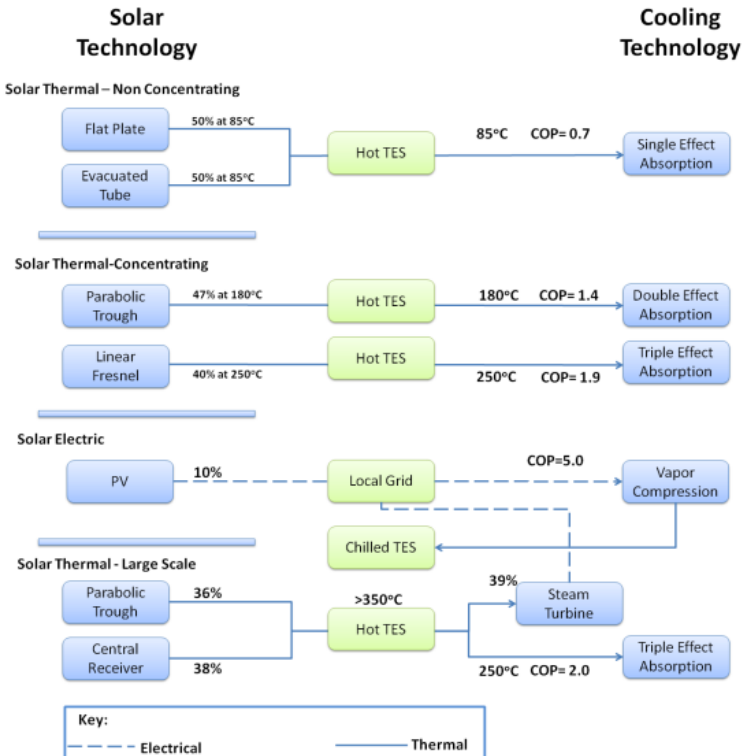 Solar
Technology
Cooling
Technology
Solar Thermal – Non Concentrating
Flat Plate
50% at 85°C
Evacuated
Tube
50% at 85°C
Hot TES
85°C COP= 0.7
Single Effect
Absorption
Solar Thermal-Concentrating
Parabolic
Trough
47% at 180°C
Hot TES
180°C COP= 1.4
Double Effect
Absorption
Linear
Fresnel
40% at 250°C
Hot TES
250°C COP= 1.9
Triple Effect
Absorption
Solar Electric
PV
10%
Local Grid
COP=5.0
Vapor
Compression
Chilled TES
Solar Thermal - Large Scale
Parabolic
Trough
36%
Central
Receiver
38%
>350°C
Hot TES
39%
Steam
Turbine
250°C COP= 2.0
Triple Effect
Absorption
Key:
Electrical
Thermal